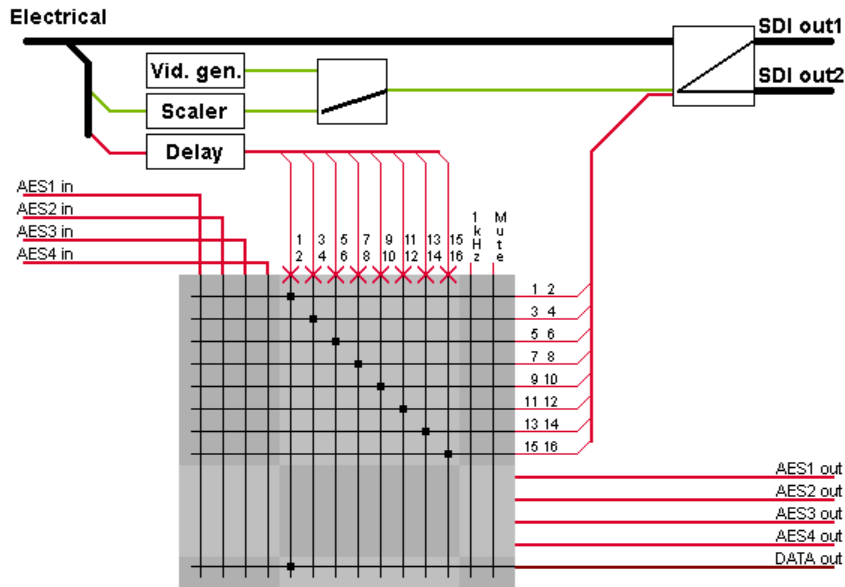 Electrical
SDI out1
Vid. gen.
SDI out2
Scaler
Delay
AES1 in
AES2 in
AES3 in
AES4 in
1 3 5 7 9 11 13 15
2 4 6 8 10 12 14 16
1kHz
Mute
1 2
3 4
5 6
7 8
9 10
11 12
13 14
15 16
AES1 out
AES2 out
AES3 out
AES4 out
DATA out